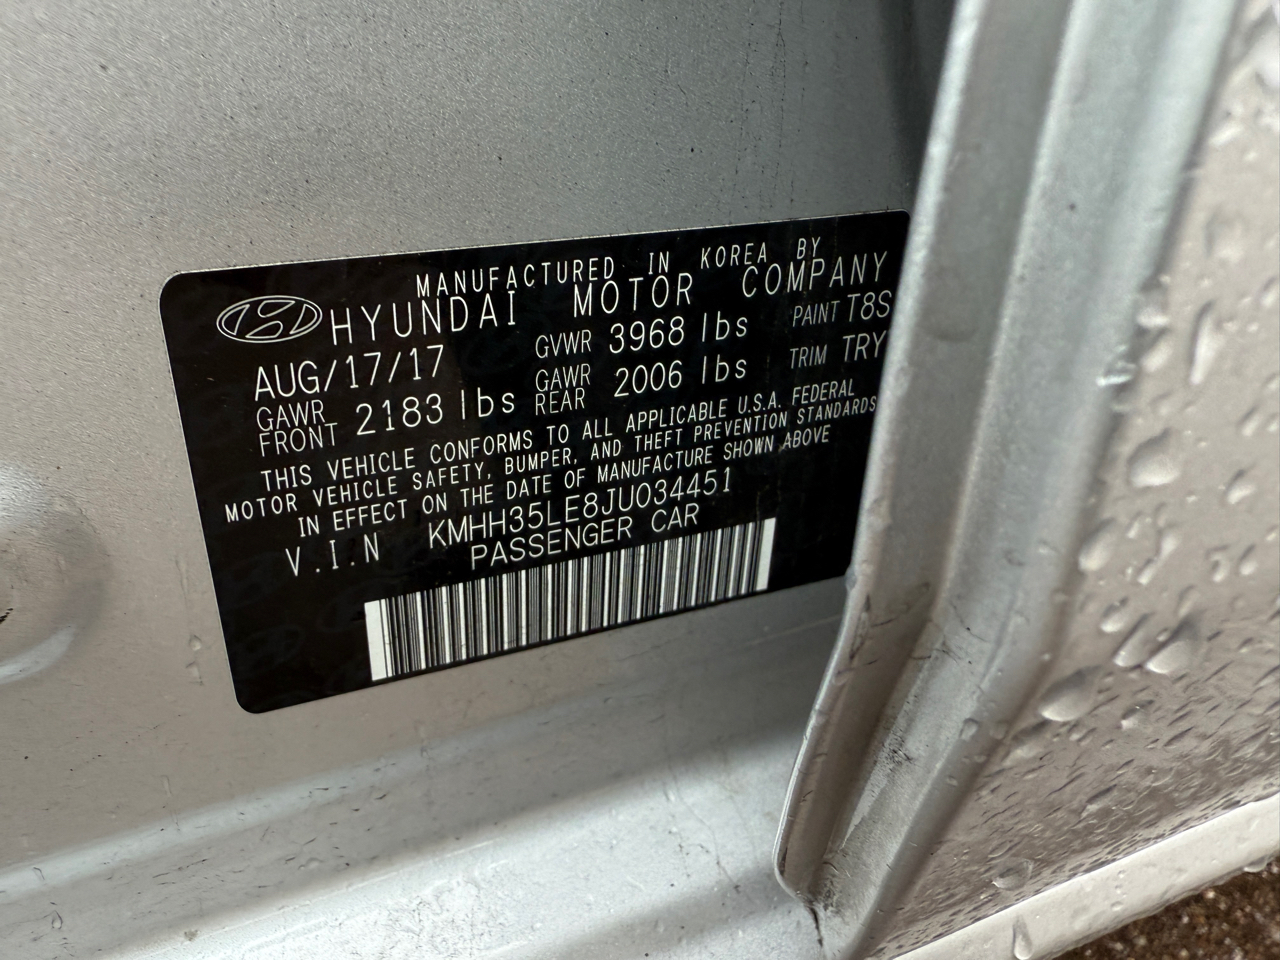 MANUFACTURED IN KOREA BY
HYUNDAI MOTOR COMPANY
AUG/17/17 GVWR 3968 lbs PAINT T8S
GAWR FRONT 2183 lbs GAWR REAR 2006 lbs TRIM TRY
THIS VEHICLE CONFORMS TO ALL APPLICABLE U.S.A. FEDERAL
MOTOR VEHICLE SAFETY, BUMPER, AND THEFT PREVENTION STANDARDS
IN EFFECT ON THE DATE OF MANUFACTURE SHOWN ABOVE
V.I.N KMHH35LE8JU034451
PASSENGER CAR